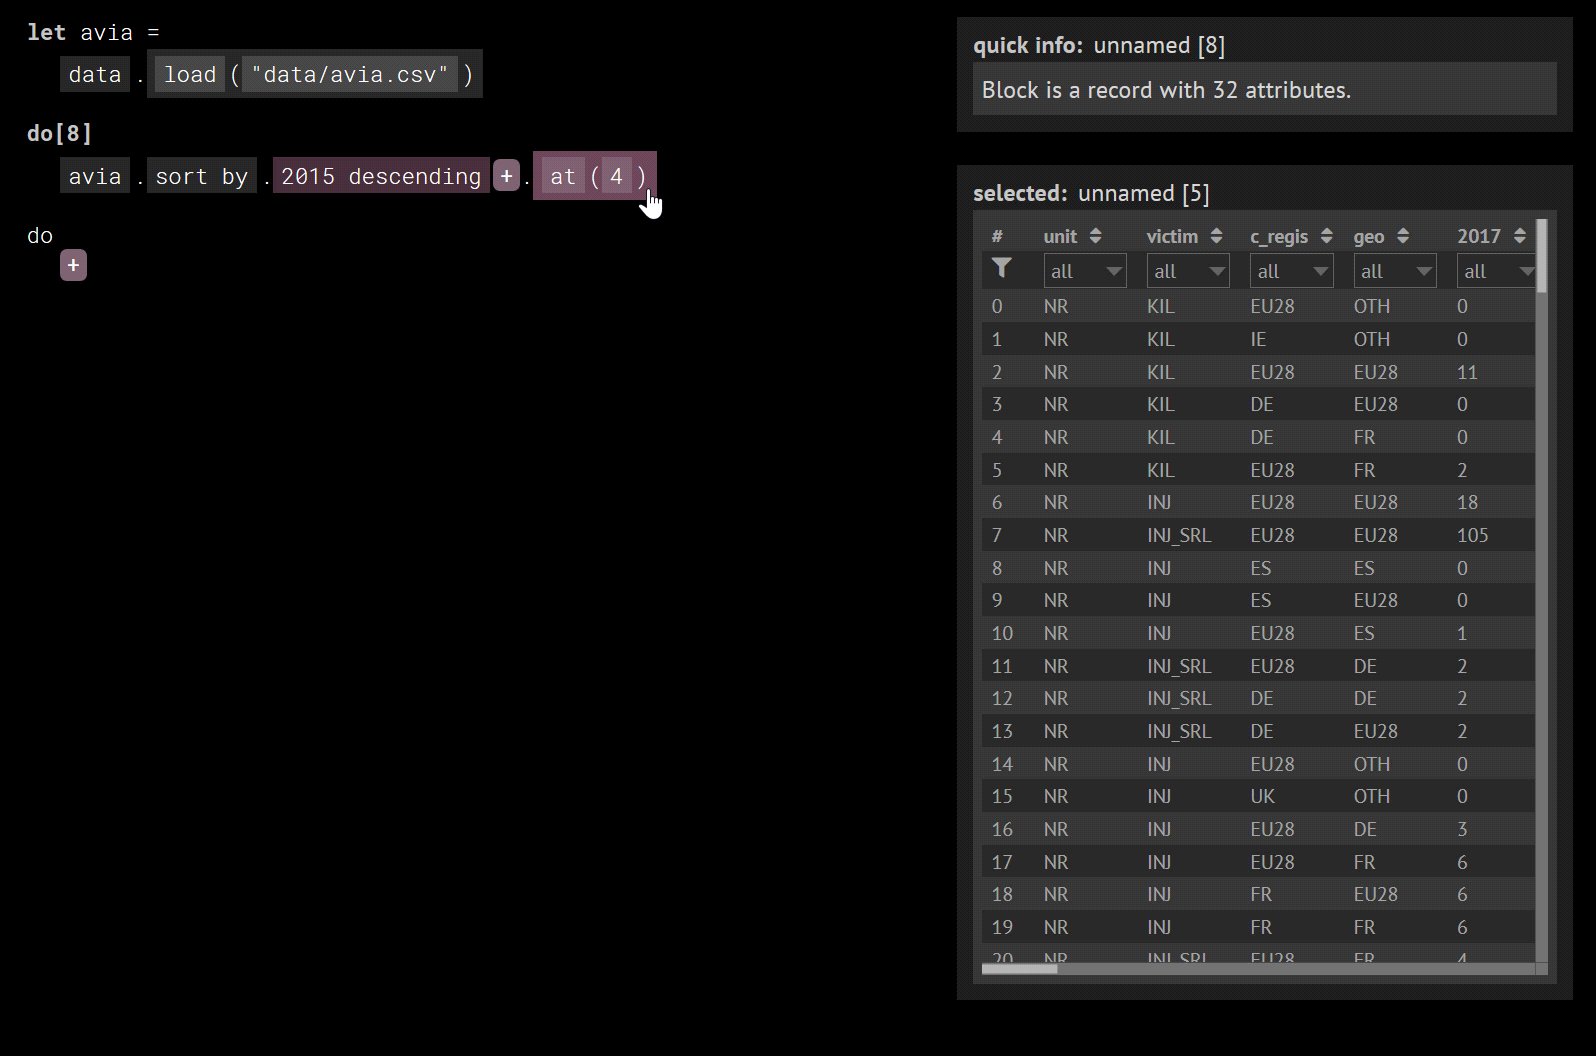 let avia =
data . load ( "data/avia.csv" )
do[8]
avia . sort by . 2015 descending + . at ( 4 )
do
+
quick info: unnamed [8]
Block is a record with 32 attributes.
selected: unnamed [5]
# unit victim c_regis geo 2017
all all all all all
0 NR KIL EU28 OTH 0
1 NR KIL IE OTH 0
2 NR KIL EU28 EU28 11
3 NR KIL DE EU28 0
4 NR KIL DE FR 0
5 NR KIL EU28 FR 2
6 NR INJ EU28 EU28 18
7 NR INJ_SRL EU28 EU28 105
8 NR INJ ES ES 0
9 NR INJ ES EU28 0
10 NR INJ EU28 ES 1
11 NR INJ_SRL EU28 DE 2
12 NR INJ_SRL DE DE 2
13 NR INJ_SRL DE EU28 2
14 NR INJ EU28 OTH 0
15 NR INJ UK OTH 0
16 NR INJ EU28 DE 3
17 NR INJ EU28 FR 6
18 NR INJ FR EU28 6
19 NR INJ FR FR 6
20 NR INJ_SRL EU28 FR 4